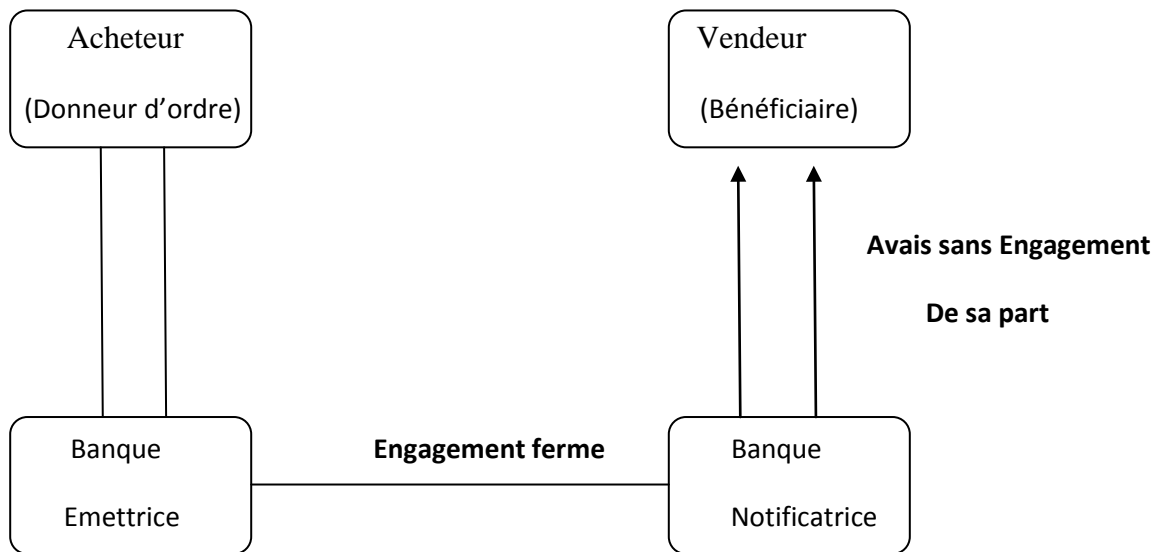 Acheteur
(Donneur d'ordre)
Vendeur
(Bénéficiaire)
Avais sans Engagement
De sa part
Banque
Emettrice
Engagement ferme
Banque
Notificatrice